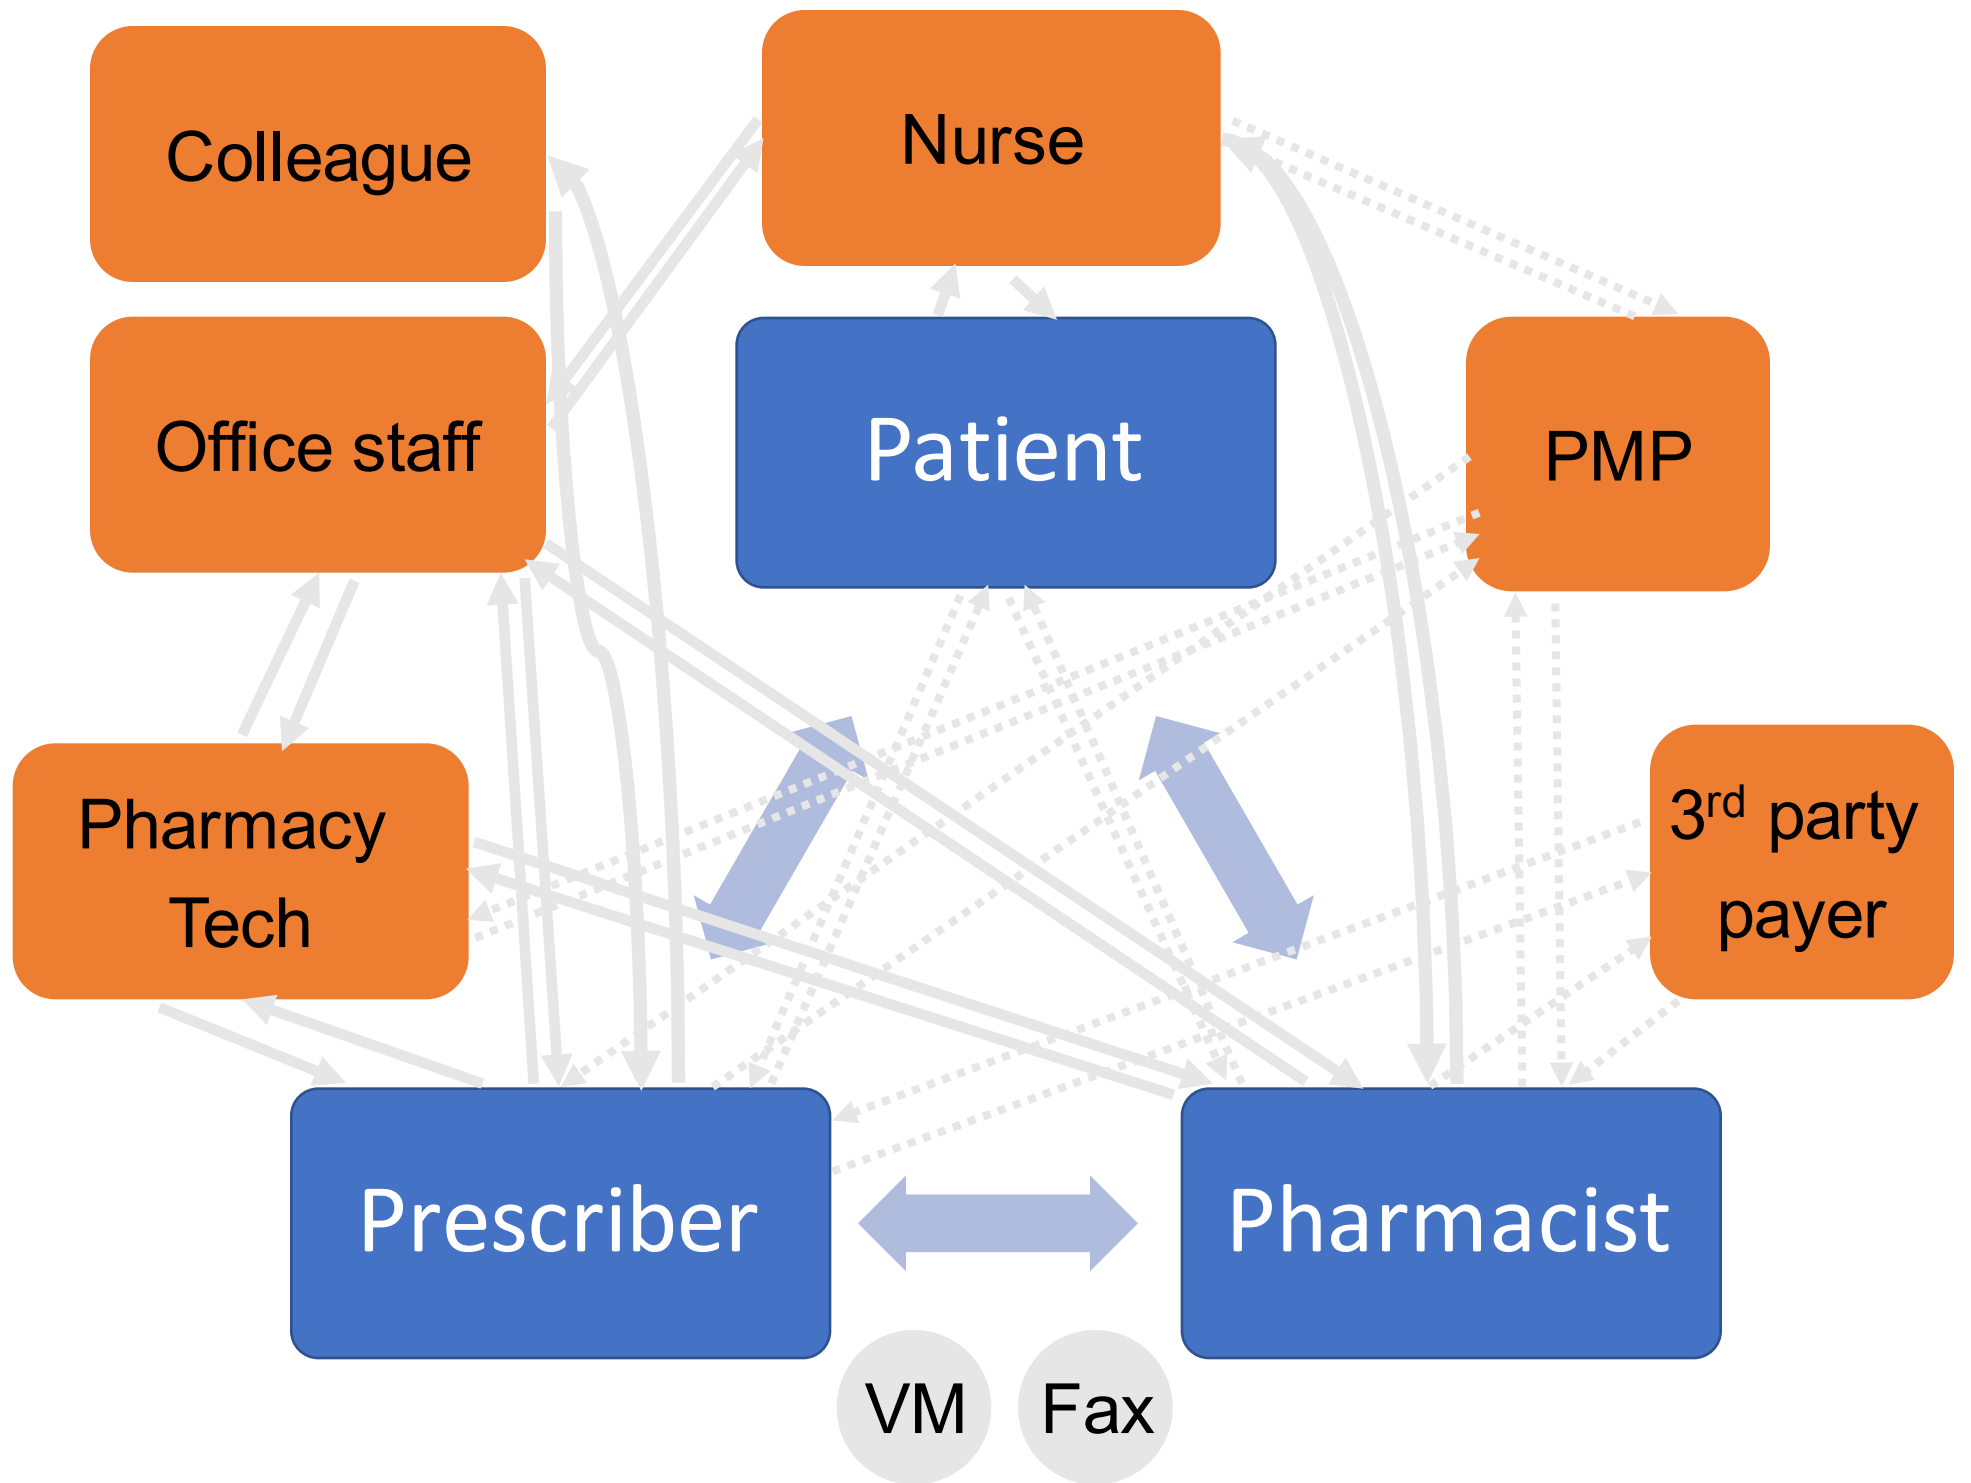 Colleague
Nurse
Office staff
Patient
PMP
Pharmacy
Tech
3rd party
payer
Prescriber
Pharmacist
VM
Fax